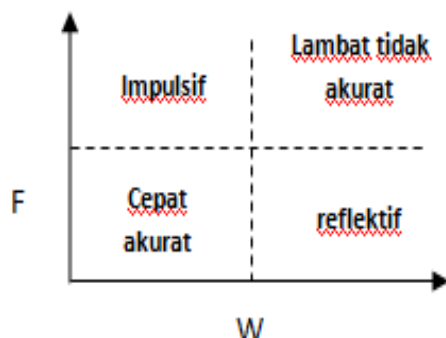 Impulsif
Lambat tidak
akurat
F
Cepat
akurat
reflektif
W